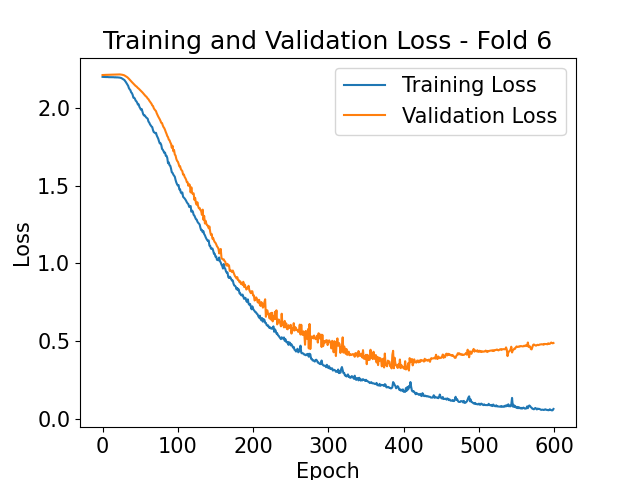 Training and Validation Loss - Fold 6
Training Loss
Validation Loss
Loss
2.0
1.5
1.0
0.5
0.0
0 100 200 300 400 500 600
Epoch